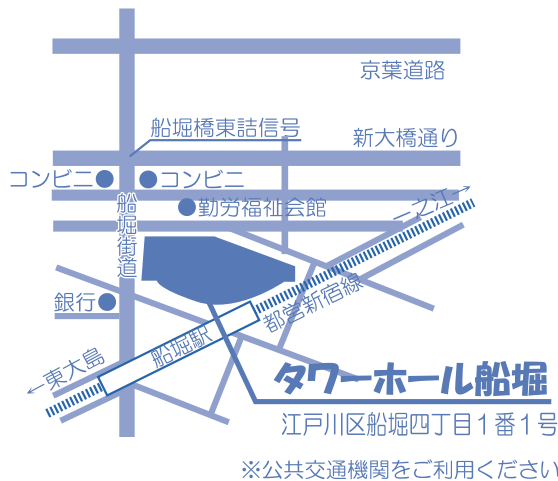 京葉道路
船堀橋東詰信号
新大橋通り
コンビニ
コンビニ
勤労福祉会館
船堀街道
一之江→
銀行
都営新宿線
船堀駅
←東大島
タワーホール船堀
江戸川区船堀四丁目1番1号
※公共交通機関をご利用ください